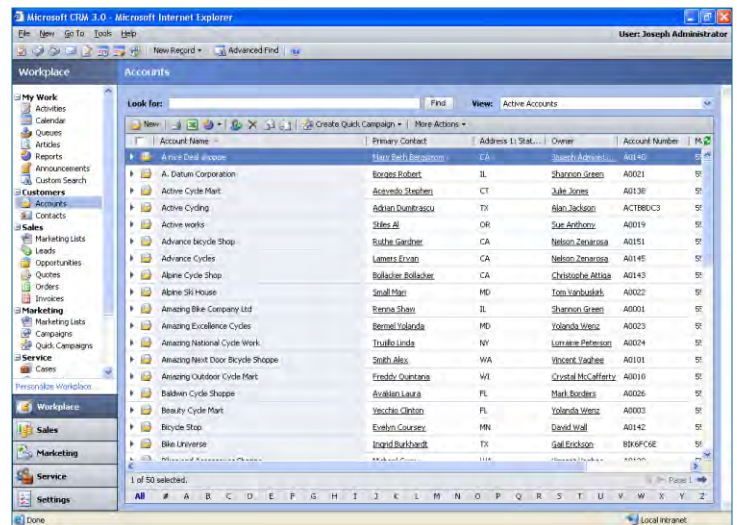 Microsoft CRM 3.0 - Microsoft Internet Explorer
File New Go To Tools Help User: Joseph Administrator
New Record Advanced Find
Workplace Accounts
My Work
Activities
Calendar
Queues
Articles
Reports
Announcements
Custom Search
Customers
Accounts
Contacts
Sales
Marketing Lists
Leads
Opportunities
Quotes
Orders
Invoices
Marketing
Marketing Lists
Campaigns
Quick Campaigns
Service
Cases
Personalize Workplace...
Workplace
Sales
Marketing
Service
Settings
Look for: Find View: Active Accounts
New Create Quick Campaign More Actions
Account Name Primary Contact Address 1: Stat... Owner Account Number
A nice Deal shoppe Mary Beth Bergstrom CA Joseph Administ... A0140
A. Datum Corporation Borges Robert IL Shannon Green A0021
Active Cycle Mart Acevedo Stephen CT Julie Jones A0138
Active Cycling Adrian Dumitrascu TX Alan Jackson ACTBBDC3
Active works Stiles Al OR Sue Anthony A0019
Advance bicycle Shop Ruthe Gardner CA Nelson Zenarosa A0151
Advance Cycles Lamers Ervan CA Nelson Zenarosa A0145
Alpine Cycle Shop Bollacker Bollacker CA Christophe Attiga A0143
Alpine Ski House Small Mari MD Tom Vanbuskirk A0022
Amazing Bike Company Ltd Renna Shaw IL Shannon Green A0001
Amazing Excellence Cycles Bermel Yolanda MD Yolanda Wenz A0023
Amazing National Cycle Work Trujillo Linda NY Lorraine Peterson A0024
Amazing Next Door Bicycle Shoppe Smith Alex WA Vincent Yaghee A0101
Amazing Outdoor Cycle Mart Freddy Quintana WI Crystal McCafferty A0010
Baldwin Cycle Shoppe Avakian Laura FL Mark Borders A0026
Beauty Cycle Mart Vecchio Clinton FL Yolanda Wenz A0003
Bicycle Stop Evelyn Coursey MN David Wall A0142
Bike Universe Ingrid Burkhardt TX Gail Erickson BIK6FC6E
1 of 50 selected. Page 1
All # A B C D E F G H I J K L M N O P Q R S T U V W X Y Z
Done Local intranet